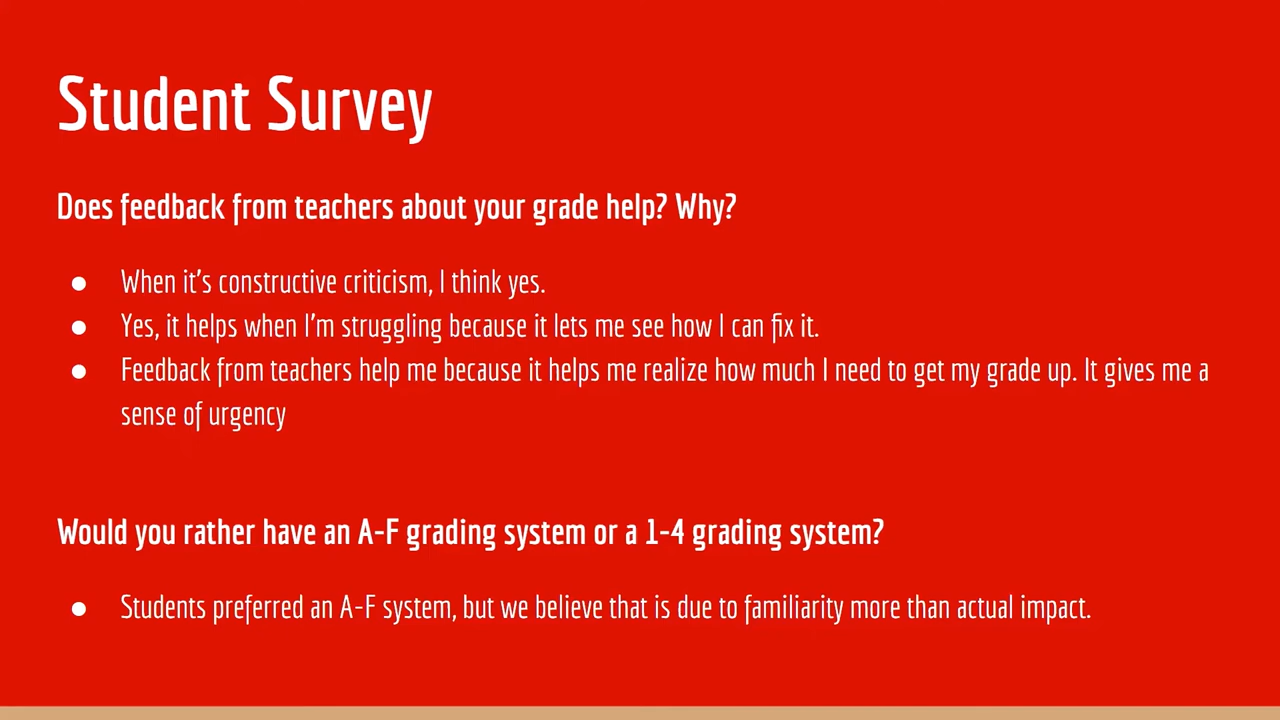 Student Survey
Does feedback from teachers about your grade help? Why?
● When it's constructive criticism, I think yes.
● Yes, it helps when I'm struggling because it lets me see how I can fix it.
● Feedback from teachers help me because it helps me realize how much I need to get my grade up. It gives me a
sense of urgency
Would you rather have an A-F grading system or a 1-4 grading system?
● Students preferred an A-F system, but we believe that is due to familiarity more than actual impact.